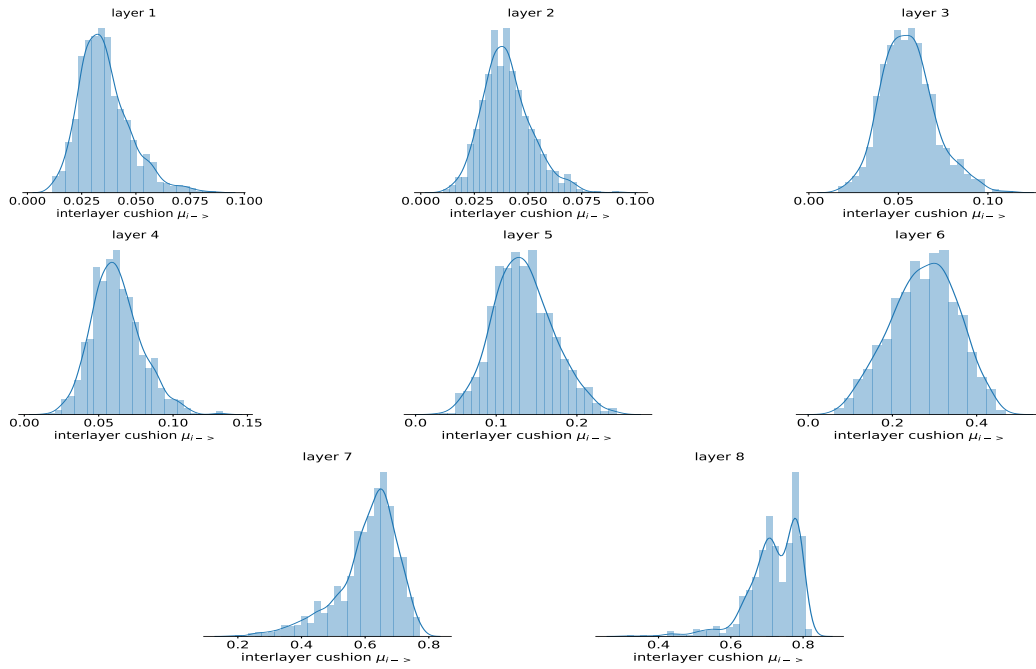 layer 1
layer 2
layer 3
0.000 0.025 0.050 0.075 0.100
0.000 0.025 0.050 0.075 0.100
0.00 0.05 0.10
interlayer cushion μᵢ₋>
interlayer cushion μᵢ₋>
interlayer cushion μᵢ₋>
layer 4
layer 5
layer 6
0.00 0.05 0.10 0.15
0.0 0.1 0.2
0.0 0.2 0.4
interlayer cushion μᵢ₋>
interlayer cushion μᵢ₋>
interlayer cushion μᵢ₋>
layer 7
layer 8
0.2 0.4 0.6 0.8
0.4 0.6 0.8
interlayer cushion μᵢ₋>
interlayer cushion μᵢ₋>